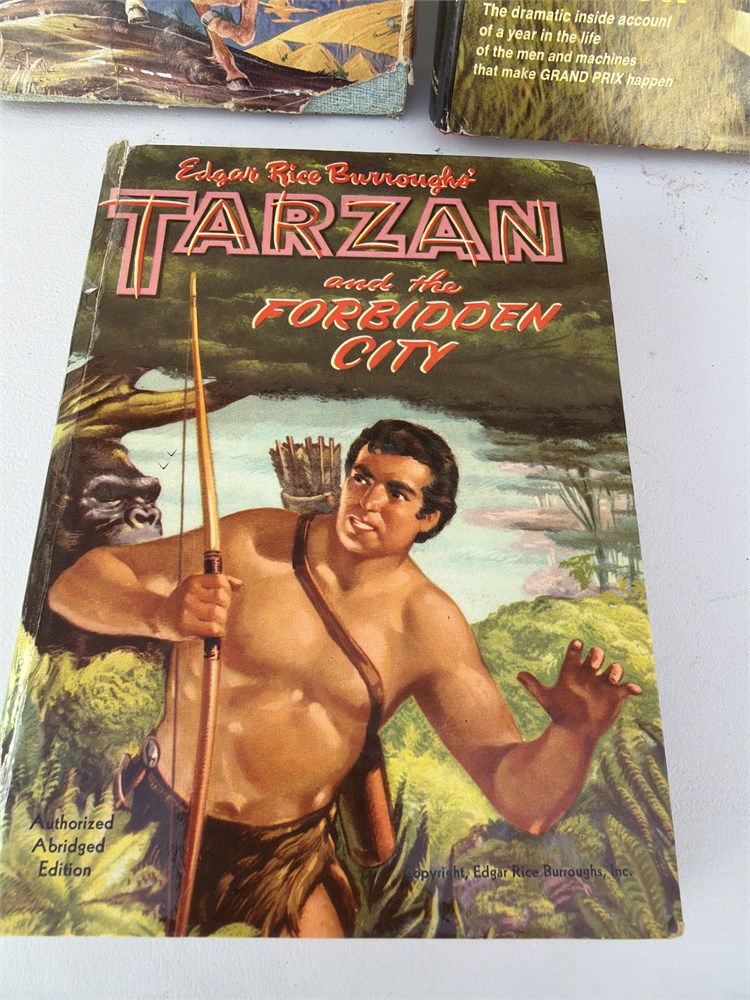 The dramatic inside account
of a year in the life
of the men and machines
that make GRAND PRIX happen
Edgar Rice Burroughs'
TARZAN
and the
FORBIDDEN
CITY
Authorized
Abridged
Edition
Copyright, Edgar Rice Burroughs, Inc.